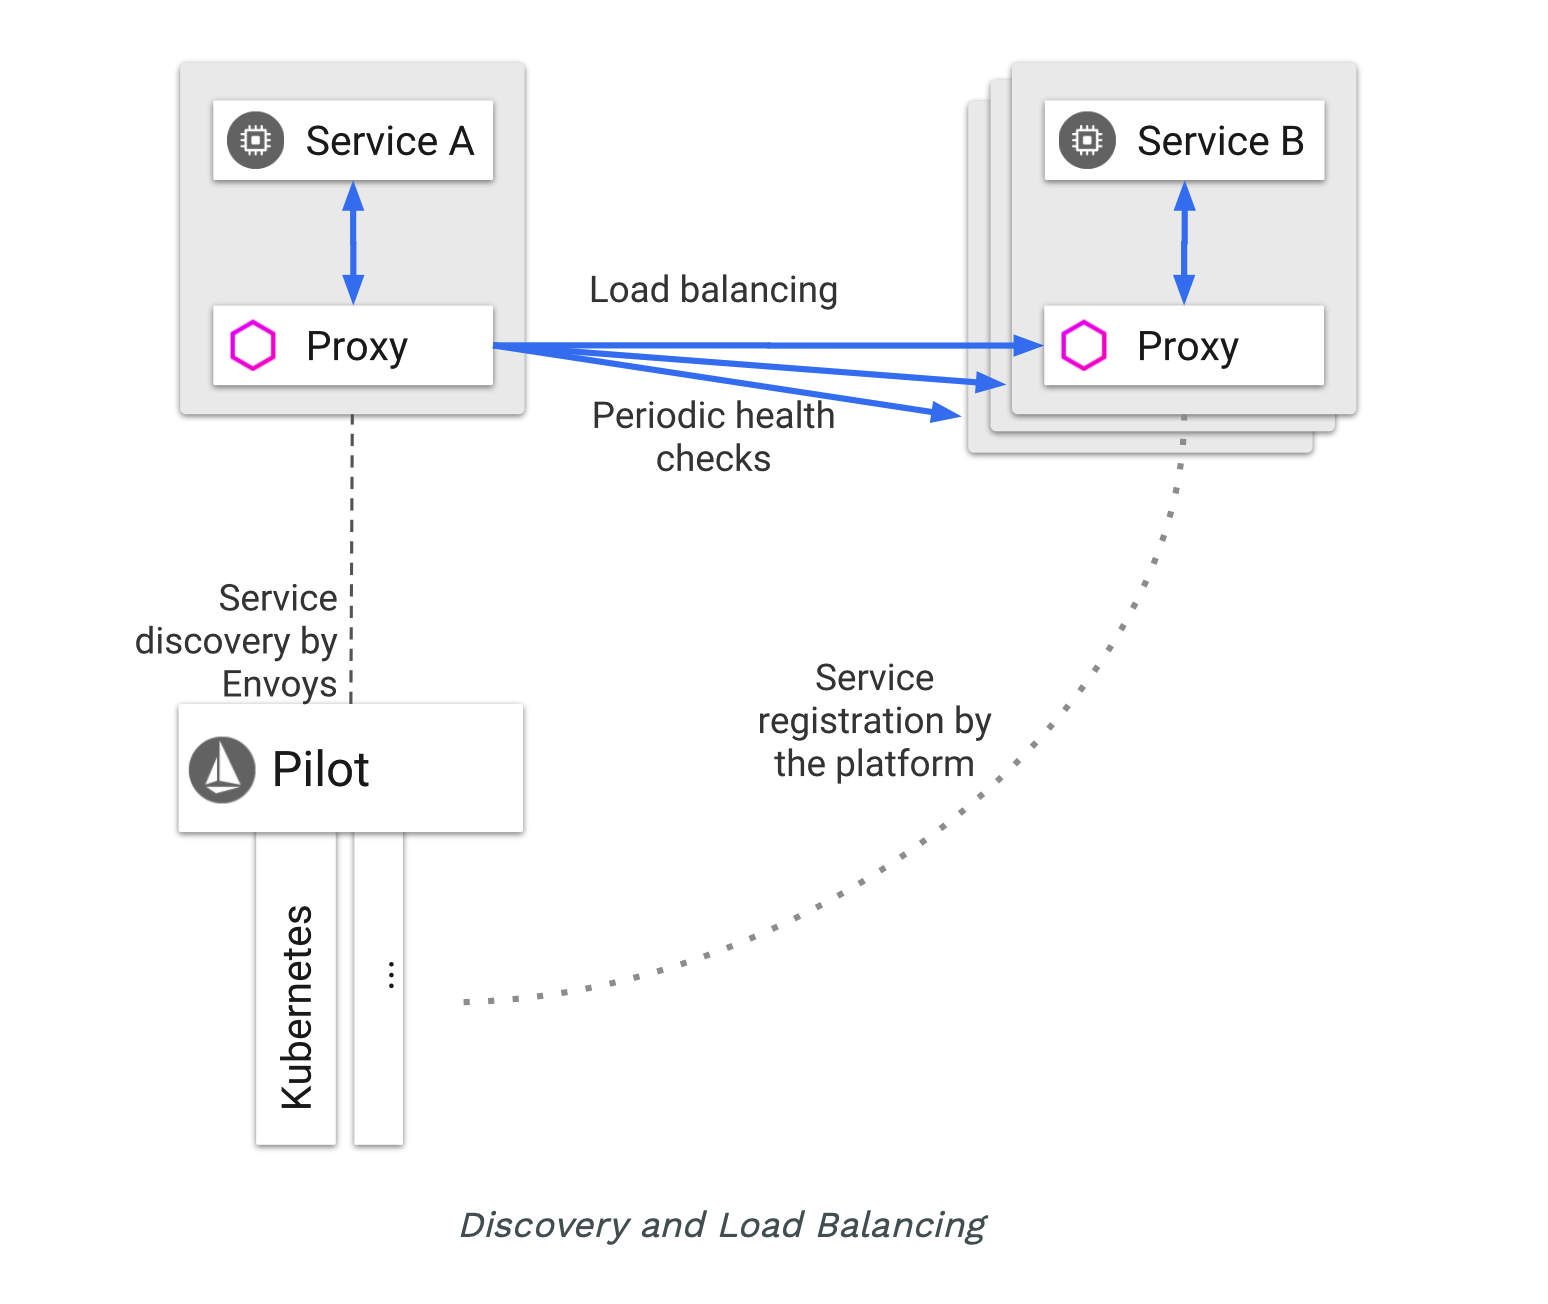 Service A
Service B
Load balancing
Proxy
Proxy
Periodic health
checks
Service
discovery by
Envoys
Service
registration by
the platform
Pilot
Kubernetes
...
Discovery and Load Balancing